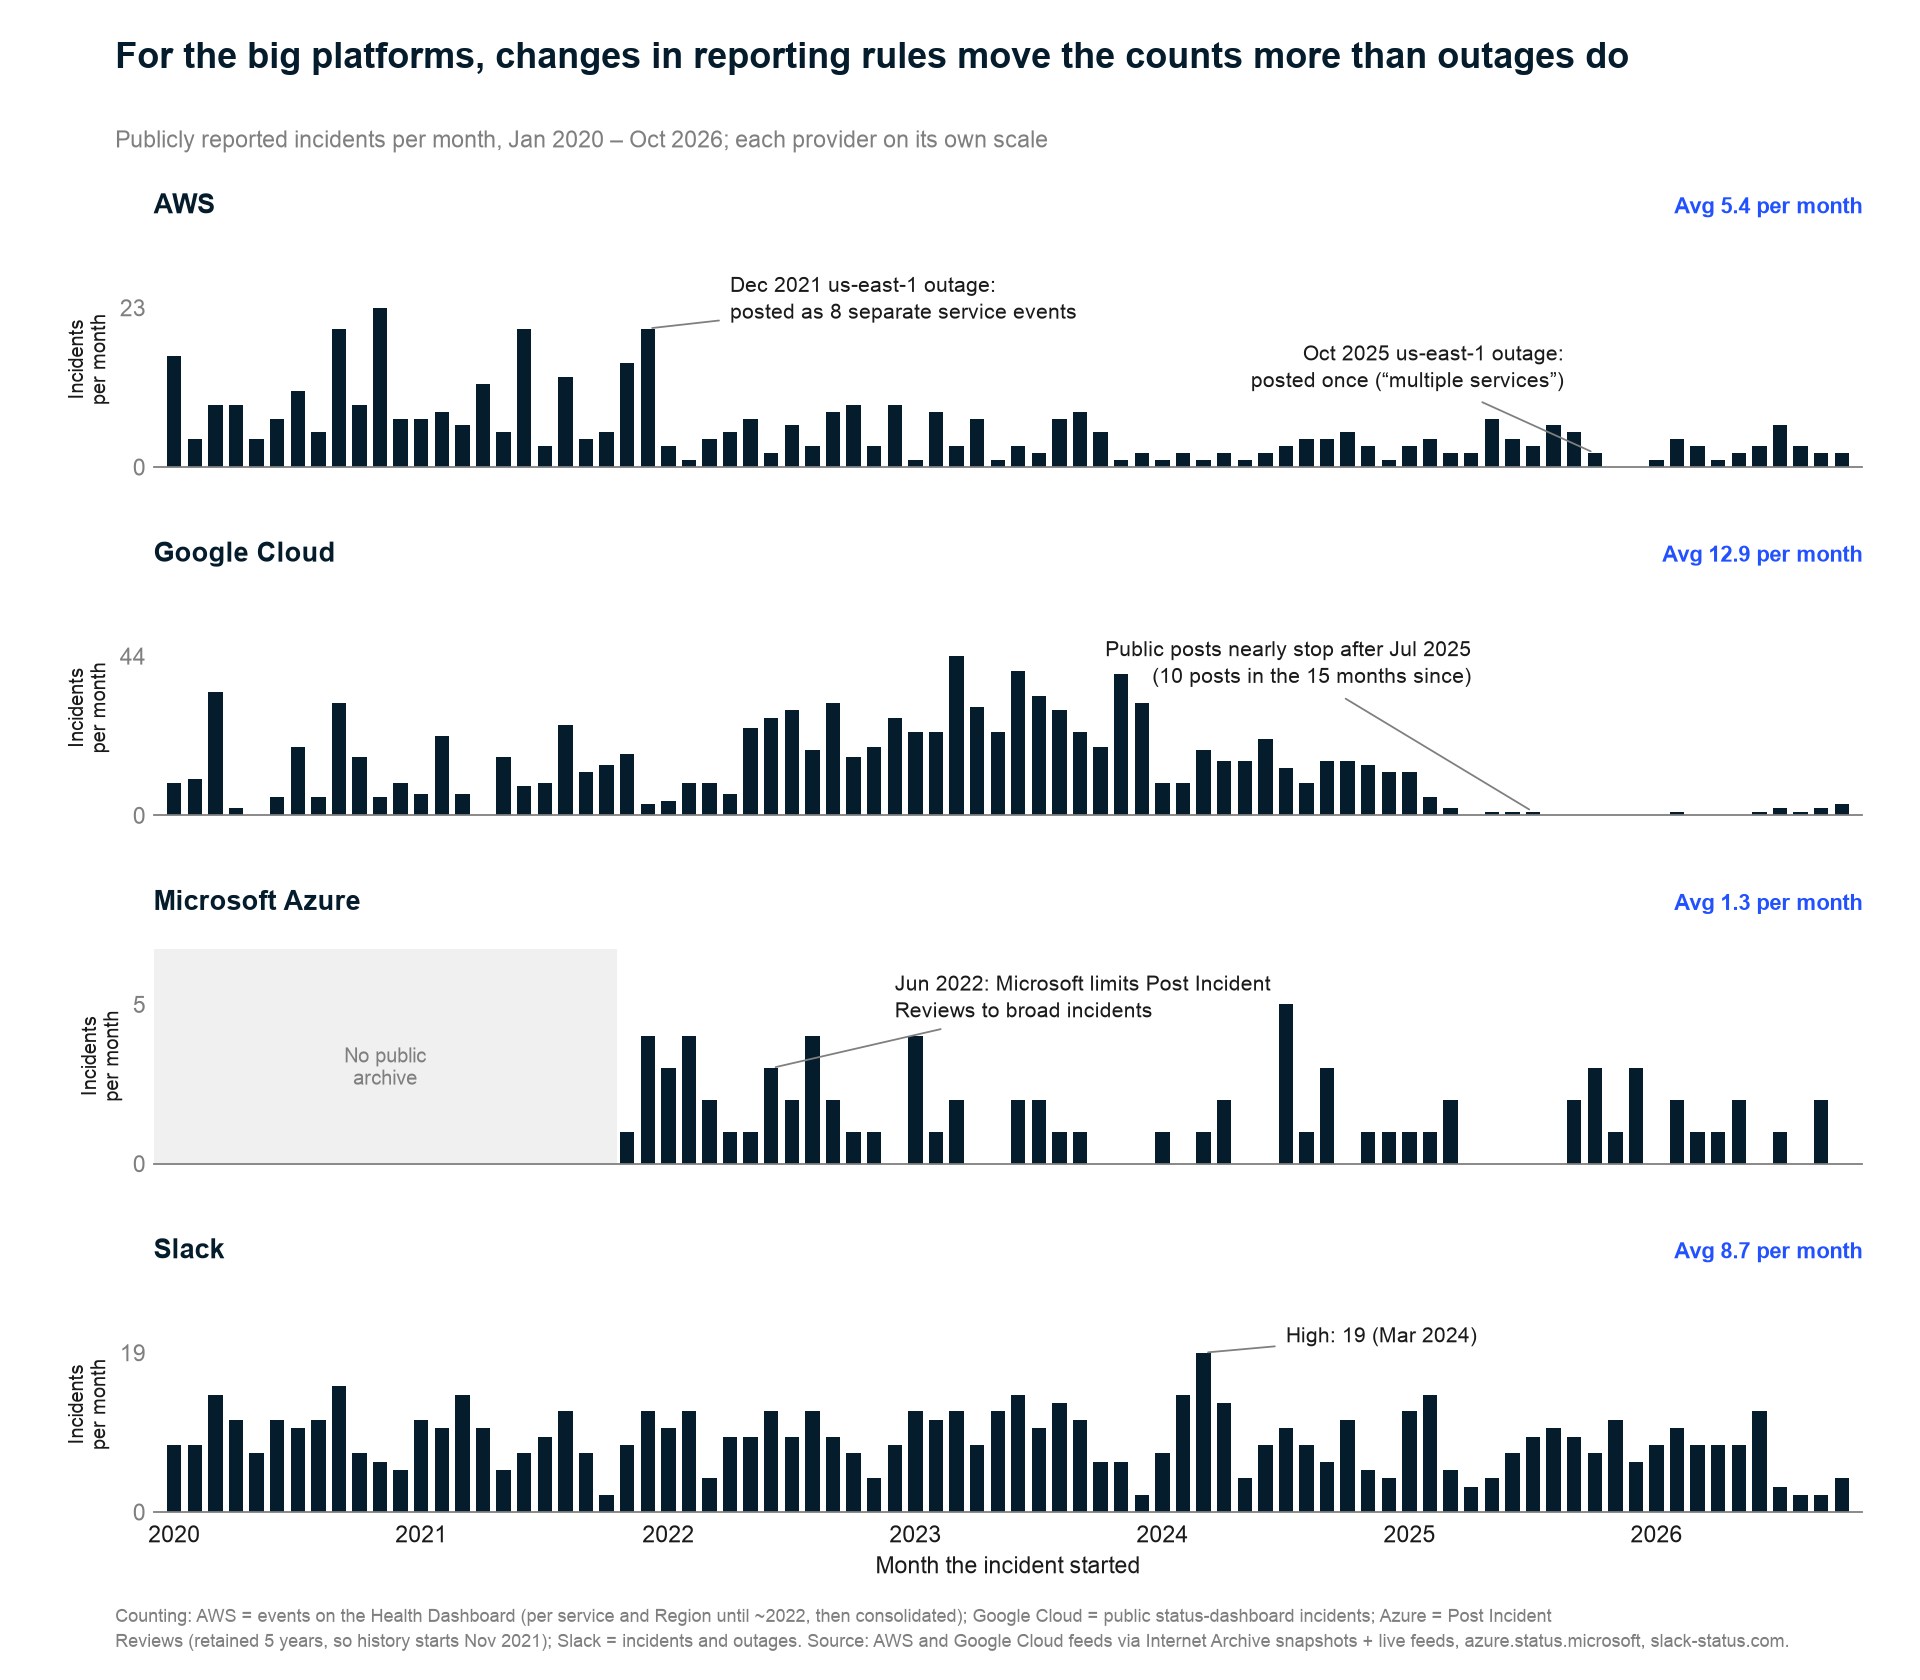 For the big platforms, changes in reporting rules move the counts more than outages do
Publicly reported incidents per month, Jan 2020 – Oct 2026; each provider on its own scale
AWS
Avg 5.4 per month
Incidents
per month
23
0
Dec 2021 us-east-1 outage:
posted as 8 separate service events
Oct 2025 us-east-1 outage:
posted once (“multiple services”)
Google Cloud
Avg 12.9 per month
Incidents
per month
44
0
Public posts nearly stop after Jul 2025
(10 posts in the 15 months since)
Microsoft Azure
Avg 1.3 per month
Incidents
per month
5
0
No public
archive
Jun 2022: Microsoft limits Post Incident
Reviews to broad incidents
Slack
Avg 8.7 per month
Incidents
per month
19
0
High: 19 (Mar 2024)
2020 2021 2022 2023 2024 2025 2026
Month the incident started
Counting: AWS = events on the Health Dashboard (per service and Region until ~2022, then consolidated); Google Cloud = public status-dashboard incidents; Azure = Post Incident
Reviews (retained 5 years, so history starts Nov 2021); Slack = incidents and outages. Source: AWS and Google Cloud feeds via Internet Archive snapshots + live feeds, azure.status.microsoft, slack-status.com.